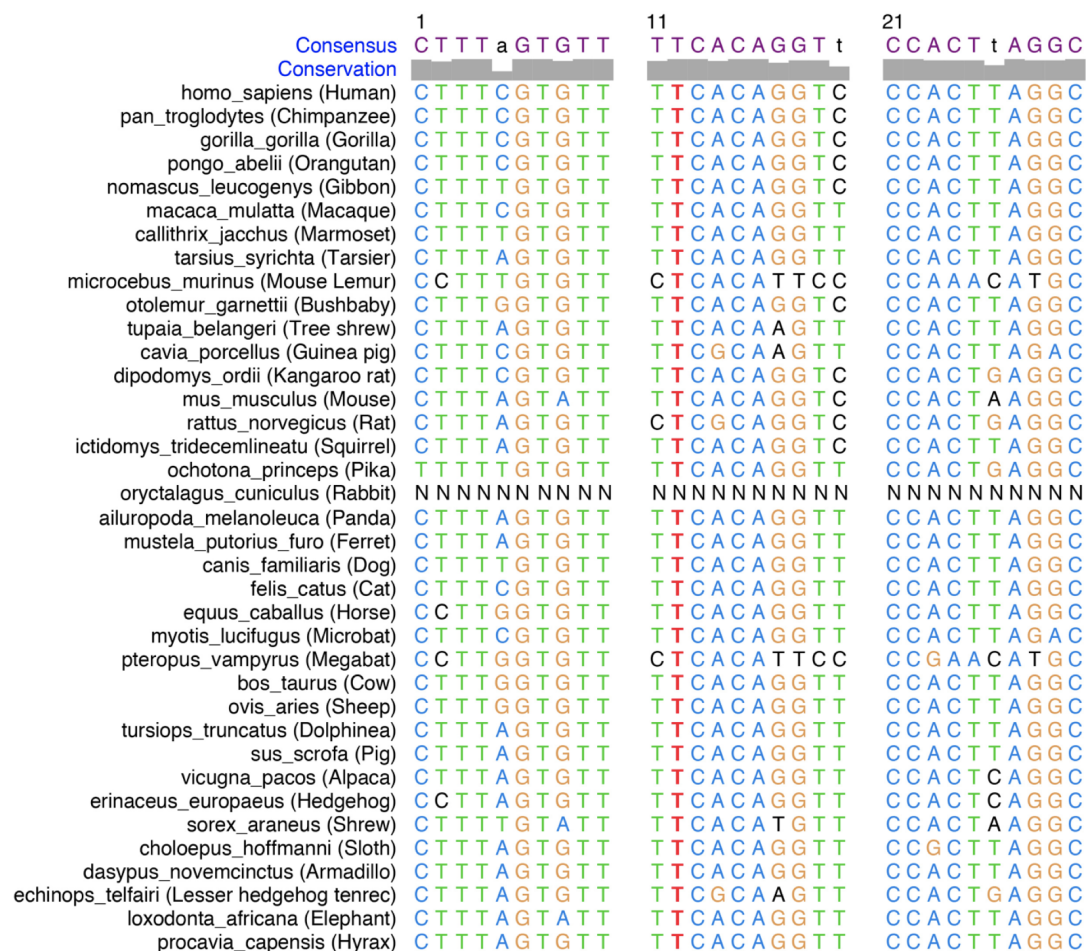 1 11 21
Consensus C T T T a G T G T T T T C A C A G G T t C C A C T t A G G C
Conservation
homo_sapiens (Human) C T T T C G T G T T T T C A C A G G T C C C A C T T A G G C
pan_troglodytes (Chimpanzee) C T T T C G T G T T T T C A C A G G T C C C A C T T A G G C
gorilla_gorilla (Gorilla) C T T T C G T G T T T T C A C A G G T C C C A C T T A G G C
pongo_abelii (Orangutan) C T T T C G T G T T T T C A C A G G T C C C A C T T A G G C
nomascus_leucogenys (Gibbon) C T T T T G T G T T T T C A C A G G T C C C A C T T A G G C
macaca_mulatta (Macaque) C T T T C G T G T T T T C A C A G G T T C C A C T T A G G C
callithrix_jacchus (Marmoset) C T T T T G T G T T T T C A C A G G T T C C A C T T A G G C
tarsius_syrichta (Tarsier) C T T T A G T G T T T T C A C A G G T T C C A C T T A G G C
microcebus_murinus (Mouse Lemur) C C T T T G T G T T C T C A C A T T C C C C A A A C A T G C
otolemur_garnettii (Bushbaby) C T T T G G T G T T T T C A C A G G T C C C A C T T A G G C
tupaia_belangeri (Tree shrew) C T T T A G T G T T T T C A C A A G T T C C A C T T A G G C
cavia_porcellus (Guinea pig) C T T T C G T G T T T T C G C A A G T T C C A C T T A G A C
dipodomys_ordii (Kangaroo rat) C T T T C G T G T T T T C A C A G G T C C C A C T G A G G C
mus_musculus (Mouse) C T T T A G T A T T T T C A C A G G T C C C A C T A A G G C
rattus_norvegicus (Rat) C T T T A G T G T T C T C G C A G G T C C C A C T G A G G C
ictidomys_tridecemlineatu (Squirrel) C T T T A G T G T T T T C A C A G G T C C C A C T T A G G C
ochotona_princeps (Pika) T T T T T G T G T T T T C A C A G G T T C C A C T G A G G C
oryctalagus_cuniculus (Rabbit) N N N N N N N N N N N N N N N N N N N N N N N N N N N N N N
ailuropoda_melanoleuca (Panda) C T T T A G T G T T T T C A C A G G T T C C A C T T A G G C
mustela_putorius_furo (Ferret) C T T T A G T G T T T T C A C A G G T T C C A C T T A G G C
canis_familiaris (Dog) C T T T T G T G T T T T C A C A G G T T C C A C T T A G G C
felis_catus (Cat) C T T T C G T G T T T T C A C A G G T T C C A C T T A G G C
equus_caballus (Horse) C C T T G G T G T T T T C A C A G G T T C C A C T T A G G C
myotis_lucifugus (Microbat) C T T T C G T G T T T T C A C A G G T T C C A C T T A G A C
pteropus_vampyrus (Megabat) C C T T G G T G T T C T C A C A T T C C C C G A A C A T G C
bos_taurus (Cow) C T T T G G T G T T T T C A C A G G T T C C A C T T A G G C
ovis_aries (Sheep) C T T T G G T G T T T T C A C A G G T T C C A C T T A G G C
tursiops_truncatus (Dolphinea) C T T T A G T G T T T T C A C A G G T T C C A C T T A G G C
sus_scrofa (Pig) C T T T A G T G T T T T C A C A G G T T C C A C T T A G G C
vicugna_pacos (Alpaca) C T T T A G T G T T T T C A C A G G T T C C A C T C A G G C
erinaceus_europaeus (Hedgehog) C C T T A G T G T T T T C A C A G G T T C C A C T C A G G C
sorex_araneus (Shrew) C T T T T G T A T T T T C A C A T G T T C C A C T A A G G C
choloepus_hoffmanni (Sloth) C T T T A G T G T T T T C A C A G G T T C C G C T T A G G C
dasypus_novemcinctus (Armadillo) C T T T A G T G T T T T C A C A G G T T C C A C T T A G G C
echinops_telfairi (Lesser hedgehog tenrec) C T T T A G T G T T T T C G C A A G T T C C A C T G A G G C
loxodonta_africana (Elephant) C T T T A G T A T T T T C A C A G G T T C C A C T T A G G C
procavia_capensis (Hyrax) C T T T A G T G T T T T C A C A G G T T C C A C T T A G G C